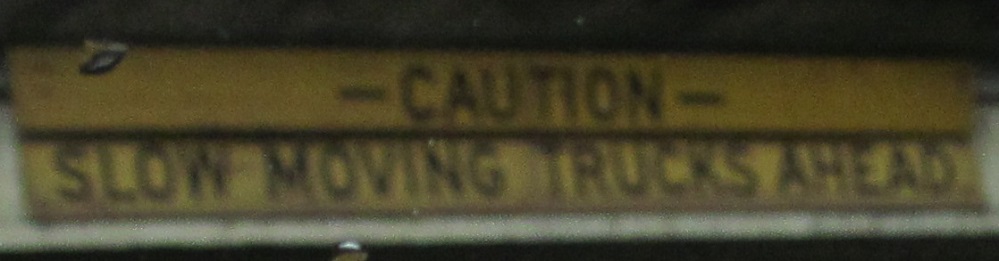 -CAUTION-
SLOW MOVING TRUCKS AHEAD